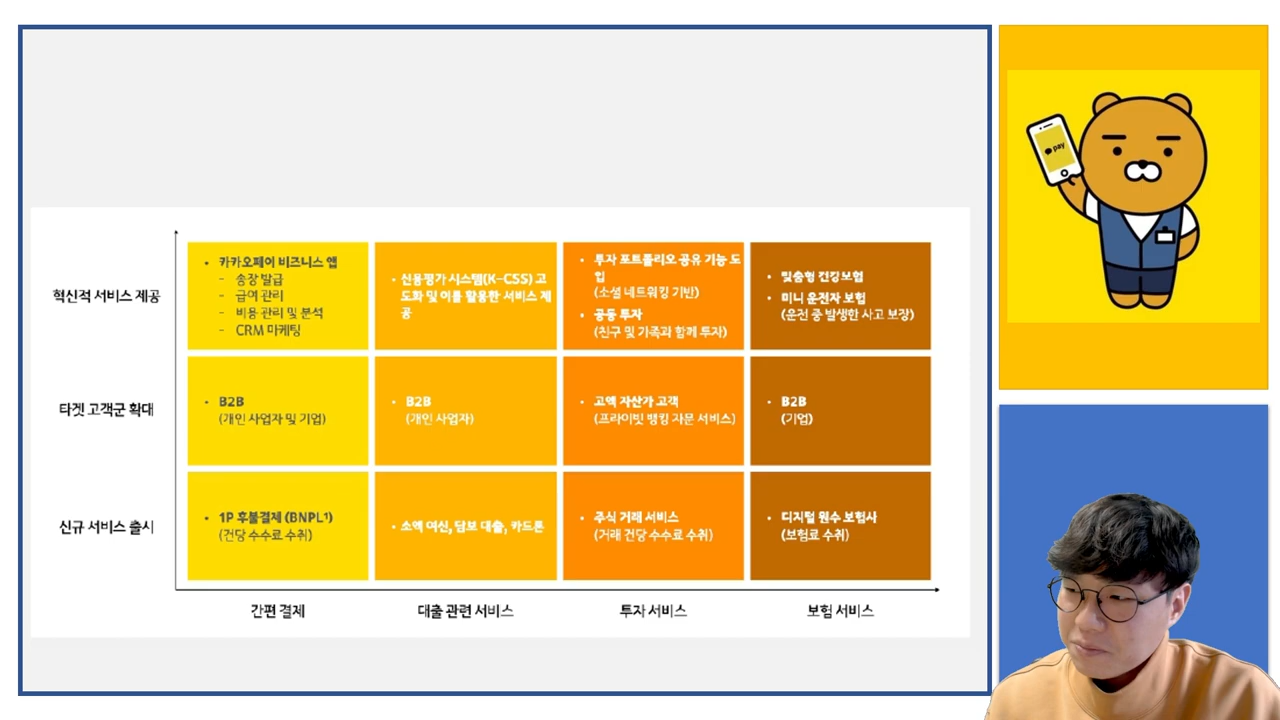 pay
혁신적 서비스 제공
• 카카오페이 비즈니스 앱
- 송장 발급
- 급여 관리
- 비용 관리 및 분석
- CRM 마케팅
• 신용평가 시스템(K-CSS) 고
도화 및 이를 활용한 서비스 제
공
• 투자 포트폴리오 공유 기능 도
입
(소셜 네트워킹 기반)
• 공동 투자
(친구 및 가족과 함께 투자)
• 맞춤형 건강보험
• 미니 운전자 보험
(운전 중 발생한 사고 보장)
타겟 고객군 확대
• B2B
(개인 사업자 및 기업)
• B2B
(개인 사업자)
• 고액 자산가 고객
(프라이빗 뱅킹 자문 서비스)
• B2B
(기업)
신규 서비스 출시
• 1P 후불결제 (BNPL¹)
(건당 수수료 수취)
• 소액 여신, 담보 대출, 카드론
• 주식 거래 서비스
(거래 건당 수수료 수취)
• 디지털 원수 보험사
(보험료 수취)
간편 결제
대출 관련 서비스
투자 서비스
보험 서비스